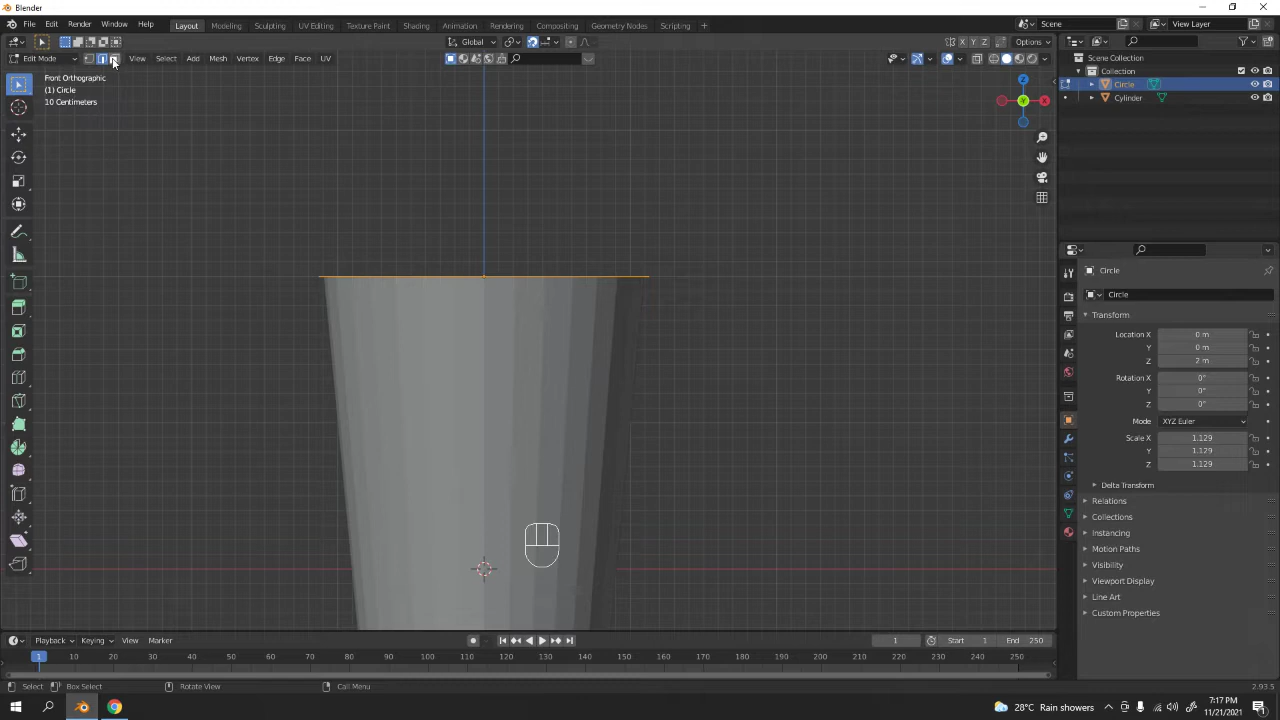 Blender
File Edit Render Window Help Layout Modeling Sculpting UV Editing Texture Paint Shading Animation Rendering Compositing Geometry Nodes Scripting Scene View Layer
Global X Y Z Options
Edit Mode View Select Add Mesh Vertex Edge Face UV
Front Orthographic
(1) Circle
10 Centimeters
Z
Y
X
Scene Collection
Collection
Circle
Cylinder
Circle
Circle
Transform
Location X 0 m
Y 0 m
Z 2 m
Rotation X 0°
Y 0°
Z 0°
Mode XYZ Euler
Scale X 1.129
Y 1.129
Z 1.129
Delta Transform
Relations
Collections
Instancing
Motion Paths
Visibility
Viewport Display
Line Art
Custom Properties
Playback Keying View Marker 1 Start 1 End 250
1 10 20 30 40 50 60 70 80 90 100 110 120 130 140 150 160 170 180 190 200 210 220 230 240 250
Select Box Select Rotate View Call Menu 2.93.5
28°C Rain showers 7:17 PM
11/21/2021